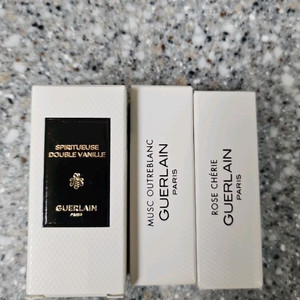 SPIRITUEUSE
DOUBLE VANILLE
GUERLAIN
PARIS
MUSC OUTREBLANC
GUERLAIN
PARIS
ROSE CHÉRIE
GUERLAIN
PARIS